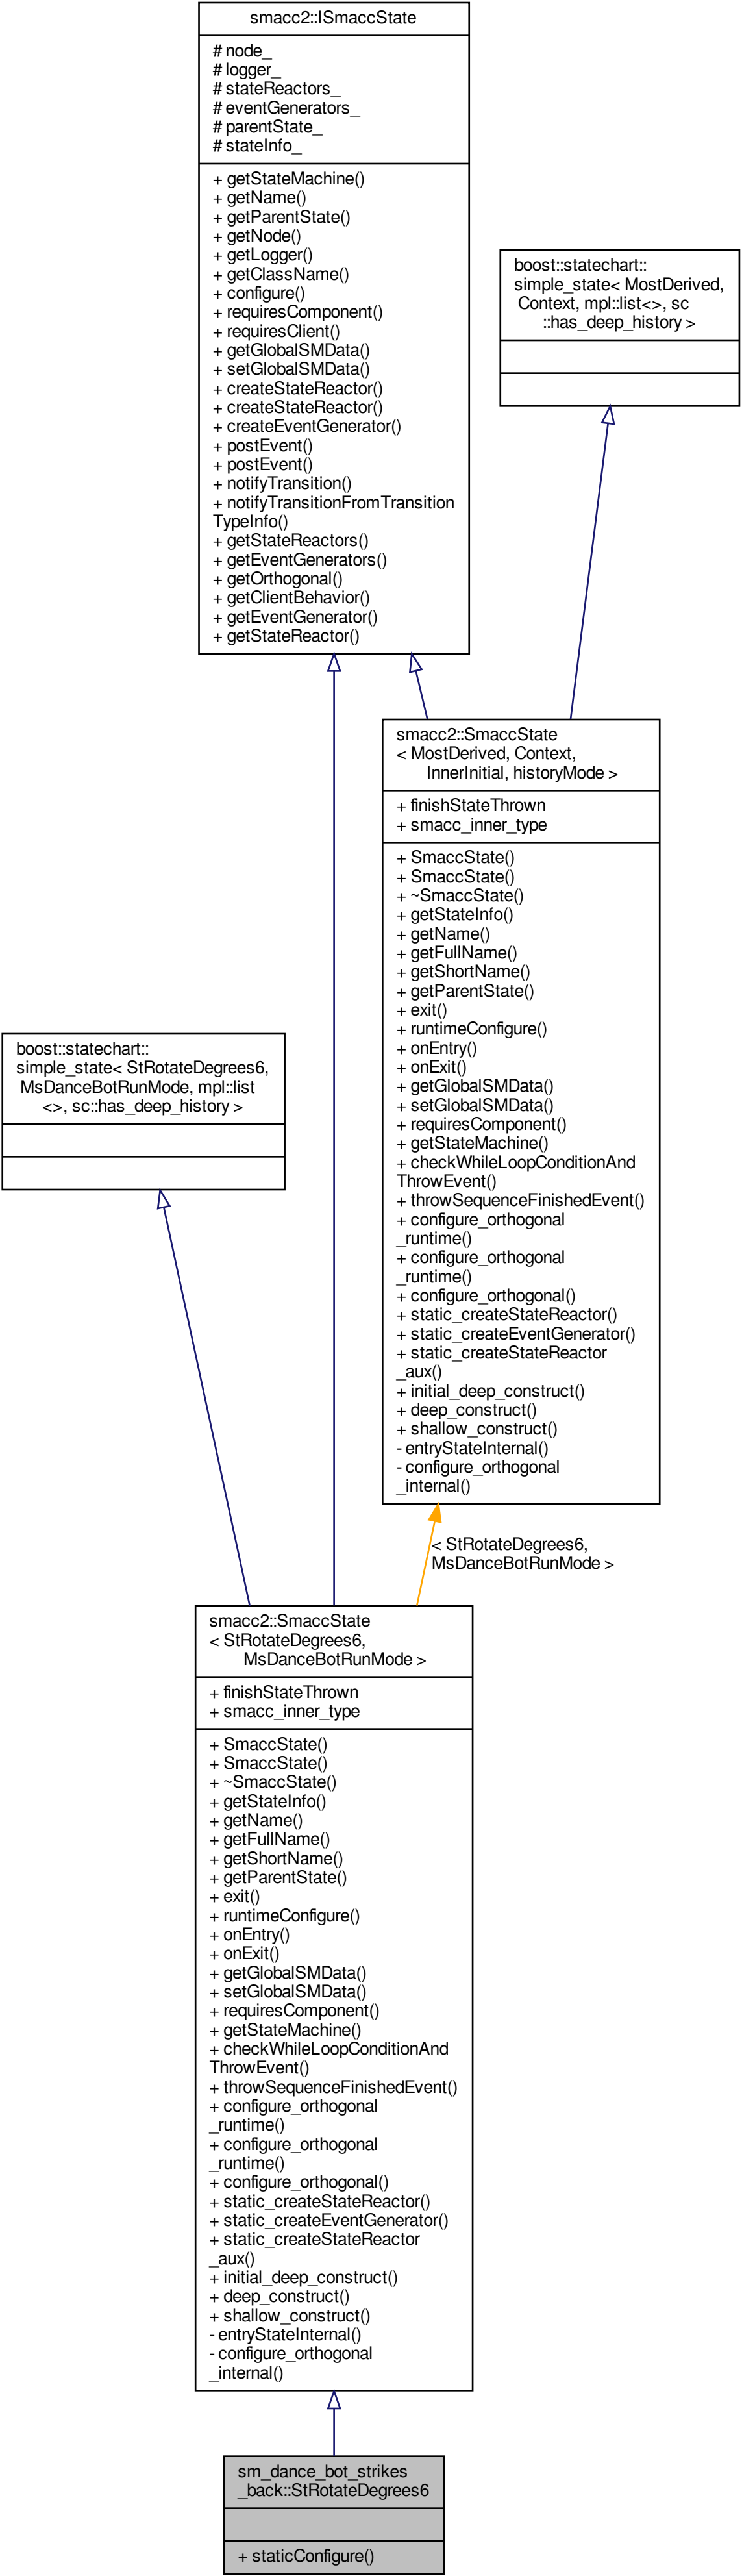 smacc2::ISmaccState
# node_
# logger_
# stateReactors_
# eventGenerators_
# parentState_
# stateInfo_
+ getStateMachine()
+ getName()
+ getParentState()
+ getNode()
+ getLogger()
+ getClassName()
+ configure()
+ requiresComponent()
+ requiresClient()
+ getGlobalSMData()
+ setGlobalSMData()
+ createStateReactor()
+ createStateReactor()
+ createEventGenerator()
+ postEvent()
+ postEvent()
+ notifyTransition()
+ notifyTransitionFromTransition
TypeInfo()
+ getStateReactors()
+ getEventGenerators()
+ getOrthogonal()
+ getClientBehavior()
+ getEventGenerator()
+ getStateReactor()
boost::statechart::
simple_state< MostDerived,
Context, mpl::list<>, sc
::has_deep_history >
smacc2::SmaccState
< MostDerived, Context,
InnerInitial, historyMode >
+ finishStateThrown
+ smacc_inner_type
+ SmaccState()
+ SmaccState()
+ ~SmaccState()
+ getStateInfo()
+ getName()
+ getFullName()
+ getShortName()
+ getParentState()
+ exit()
+ runtimeConfigure()
+ onEntry()
+ onExit()
+ getGlobalSMData()
+ setGlobalSMData()
+ requiresComponent()
+ getStateMachine()
+ checkWhileLoopConditionAnd
ThrowEvent()
+ throwSequenceFinishedEvent()
+ configure_orthogonal
_runtime()
+ configure_orthogonal
_runtime()
+ configure_orthogonal()
+ static_createStateReactor()
+ static_createEventGenerator()
+ static_createStateReactor
_aux()
+ initial_deep_construct()
+ deep_construct()
+ shallow_construct()
- entryStateInternal()
- configure_orthogonal
_internal()
boost::statechart::
simple_state< StRotateDegrees6,
MsDanceBotRunMode, mpl::list
<>, sc::has_deep_history >
< StRotateDegrees6,
MsDanceBotRunMode >
smacc2::SmaccState
< StRotateDegrees6,
MsDanceBotRunMode >
+ finishStateThrown
+ smacc_inner_type
+ SmaccState()
+ SmaccState()
+ ~SmaccState()
+ getStateInfo()
+ getName()
+ getFullName()
+ getShortName()
+ getParentState()
+ exit()
+ runtimeConfigure()
+ onEntry()
+ onExit()
+ getGlobalSMData()
+ setGlobalSMData()
+ requiresComponent()
+ getStateMachine()
+ checkWhileLoopConditionAnd
ThrowEvent()
+ throwSequenceFinishedEvent()
+ configure_orthogonal
_runtime()
+ configure_orthogonal
_runtime()
+ configure_orthogonal()
+ static_createStateReactor()
+ static_createEventGenerator()
+ static_createStateReactor
_aux()
+ initial_deep_construct()
+ deep_construct()
+ shallow_construct()
- entryStateInternal()
- configure_orthogonal
_internal()
sm_dance_bot_strikes
_back::StRotateDegrees6
+ staticConfigure()